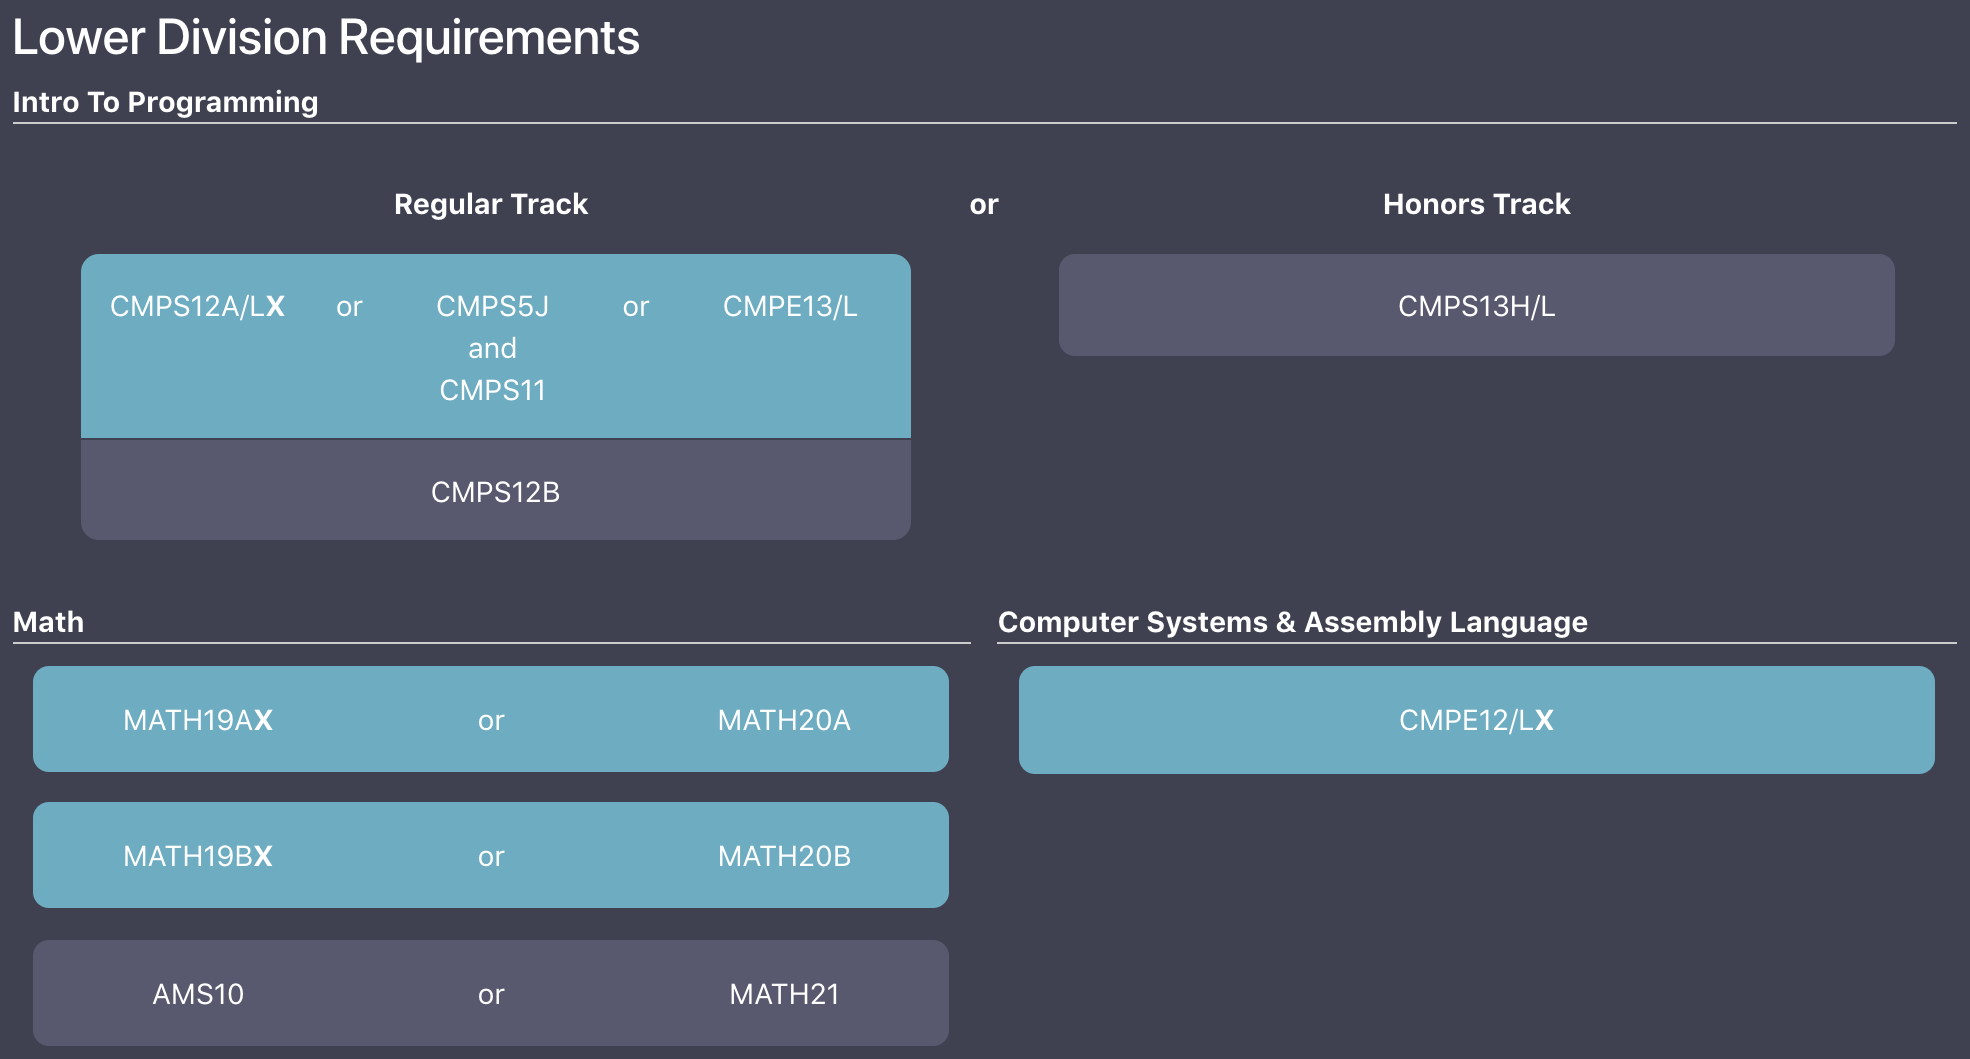 Lower Division Requirements
Intro To Programming
Regular Track or Honors Track
CMPS12A/LX or CMPS5J or CMPE13/L
and
CMPS11
CMPS12B
CMPS13H/L
Math
MATH19AX or MATH20A
MATH19BX or MATH20B
AMS10 or MATH21
Computer Systems & Assembly Language
CMPE12/LX